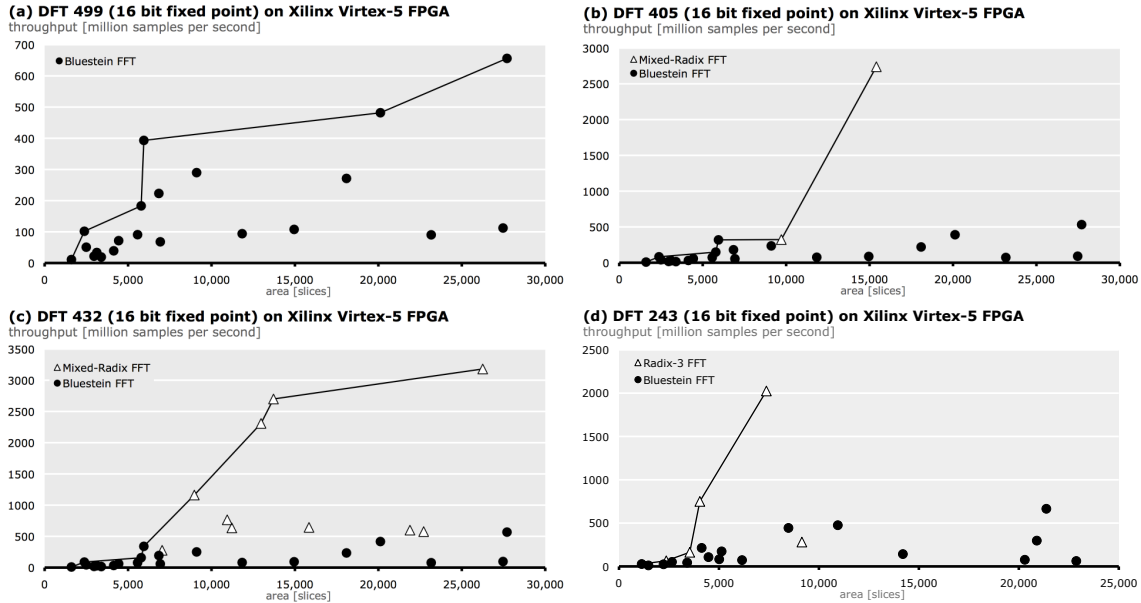 (a) DFT 499 (16 bit fixed point) on Xilinx Virtex-5 FPGA
throughput [million samples per second]
700
600
500
400
300
200
100
0
Bluestein FFT
0 5,000 10,000 15,000 20,000 25,000 30,000
area [slices]
(b) DFT 405 (16 bit fixed point) on Xilinx Virtex-5 FPGA
throughput [million samples per second]
3000
2500
2000
1500
1000
500
0
Mixed-Radix FFT
Bluestein FFT
0 5,000 10,000 15,000 20,000 25,000 30,000
area [slices]
(c) DFT 432 (16 bit fixed point) on Xilinx Virtex-5 FPGA
throughput [million samples per second]
3500
3000
2500
2000
1500
1000
500
0
Mixed-Radix FFT
Bluestein FFT
0 5,000 10,000 15,000 20,000 25,000 30,000
area [slices]
(d) DFT 243 (16 bit fixed point) on Xilinx Virtex-5 FPGA
throughput [million samples per second]
2500
2000
1500
1000
500
0
Radix-3 FFT
Bluestein FFT
0 5,000 10,000 15,000 20,000 25,000
area [slices]